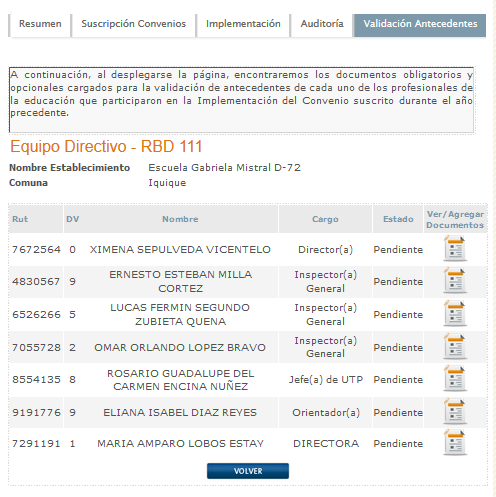 Resumen Suscripción Convenios Implementación Auditoría Validación Antecedentes
A continuación, al desplegarse la página, encontraremos los documentos obligatorios y
opcionales cargados para la validación de antecedentes de cada uno de los profesionales de
la educación que participaron en la Implementación del Convenio suscrito durante el año
precedente.
Equipo Directivo - RBD 111
Nombre Establecimiento Escuela Gabriela Mistral D-72
Comuna Iquique
Rut DV Nombre Cargo Estado Ver/Agregar Documentos
7672564 0 XIMENA SEPULVEDA VICENTELO Director(a) Pendiente
4830567 9 ERNESTO ESTEBAN MILLA CORTEZ Inspector(a) General Pendiente
6526266 5 LUCAS FERMIN SEGUNDO ZUBIETA QUENA Inspector(a) General Pendiente
7055728 2 OMAR ORLANDO LOPEZ BRAVO Inspector(a) General Pendiente
8554135 8 ROSARIO GUADALUPE DEL CARMEN ENCINA NUÑEZ Jefe(a) de UTP Pendiente
9191776 9 ELIANA ISABEL DIAZ REYES Orientador(a) Pendiente
7291191 1 MARIA AMPARO LOBOS ESTAY DIRECTORA Pendiente
VOLVER